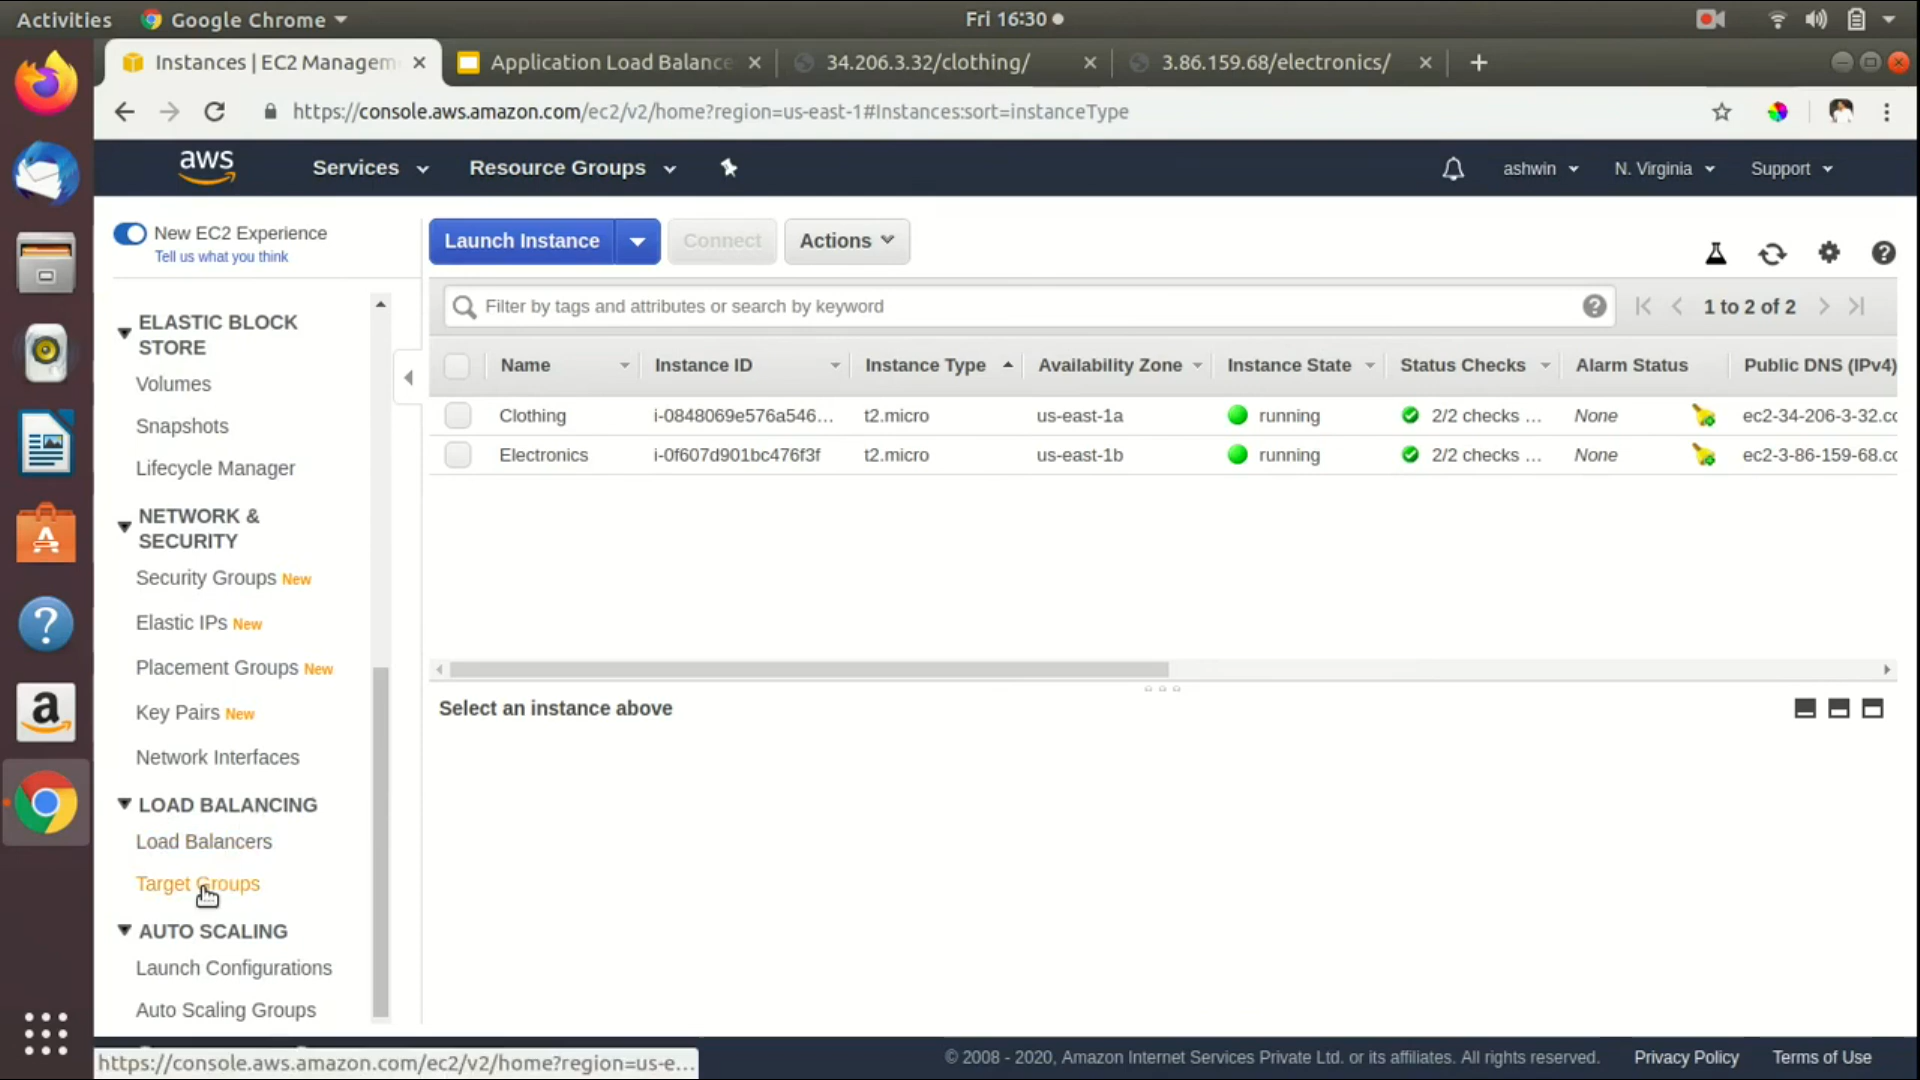 Activities
Google Chrome
Fri 16:30
Instances | EC2 Managem
Application Load Balance
34.206.3.32/clothing/
3.86.159.68/electronics/
https://console.aws.amazon.com/ec2/v2/home?region=us-east-1#Instances:sort=instanceType
aws
Services
Resource Groups
ashwin
N. Virginia
Support
New EC2 Experience
Tell us what you think
Launch Instance
Connect
Actions
Filter by tags and attributes or search by keyword
1 to 2 of 2
Name
Instance ID
Instance Type
Availability Zone
Instance State
Status Checks
Alarm Status
Public DNS (IPv4)
Clothing
i-0848069e576a546...
t2.micro
us-east-1a
running
2/2 checks ...
None
ec2-34-206-3-32.co
Electronics
i-0f607d901bc476f3f
t2.micro
us-east-1b
running
2/2 checks ...
None
ec2-3-86-159-68.co
Select an instance above
ELASTIC BLOCK
STORE
Volumes
Snapshots
Lifecycle Manager
NETWORK &
SECURITY
Security Groups New
Elastic IPs New
Placement Groups New
Key Pairs New
Network Interfaces
LOAD BALANCING
Load Balancers
Target Groups
AUTO SCALING
Launch Configurations
Auto Scaling Groups
https://console.aws.amazon.com/ec2/v2/home?region=us-e...
© 2008 - 2020, Amazon Internet Services Private Ltd. or its affiliates. All rights reserved.
Privacy Policy
Terms of Use